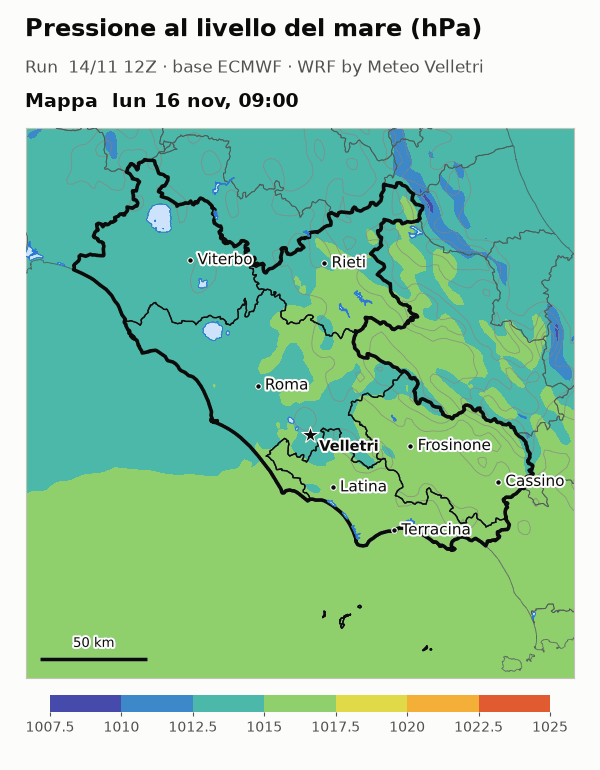 Pressione al livello del mare (hPa)
Run 14/11 12Z · base ECMWF · WRF by Meteo Velletri
Mappa lun 16 nov, 09:00
Viterbo
Rieti
Roma
Velletri
Frosinone
Latina
Cassino
Terracina
50 km
1007.5 1010 1012.5 1015 1017.5 1020 1022.5 1025